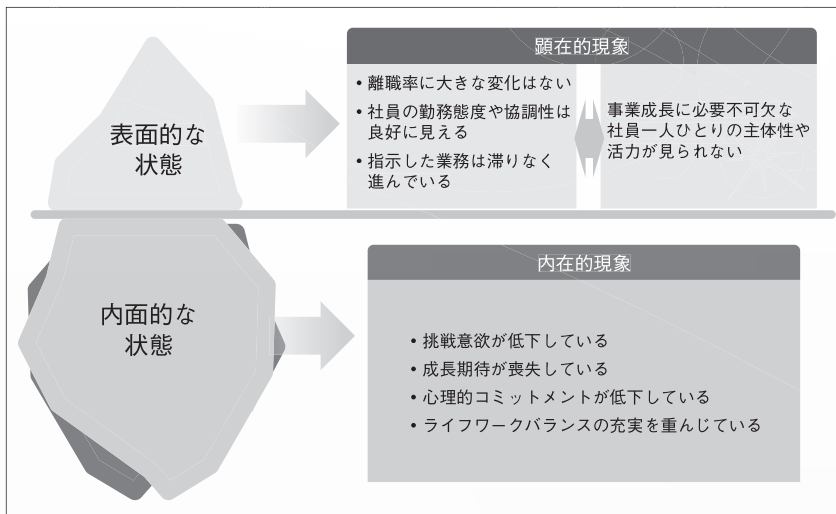 表面的な
状態
顕在的現象
• 離職率に大きな変化はない
• 社員の勤務態度や協調性は
良好に見える
• 指示した業務は滞りなく
進んでいる
事業成長に必要不可欠な
社員一人ひとりの主体性や
活力が見られない
内面的な
状態
内在的現象
• 挑戦意欲が低下している
• 成長期待が喪失している
• 心理的コミットメントが低下している
• ライフワークバランスの充実を重んじている